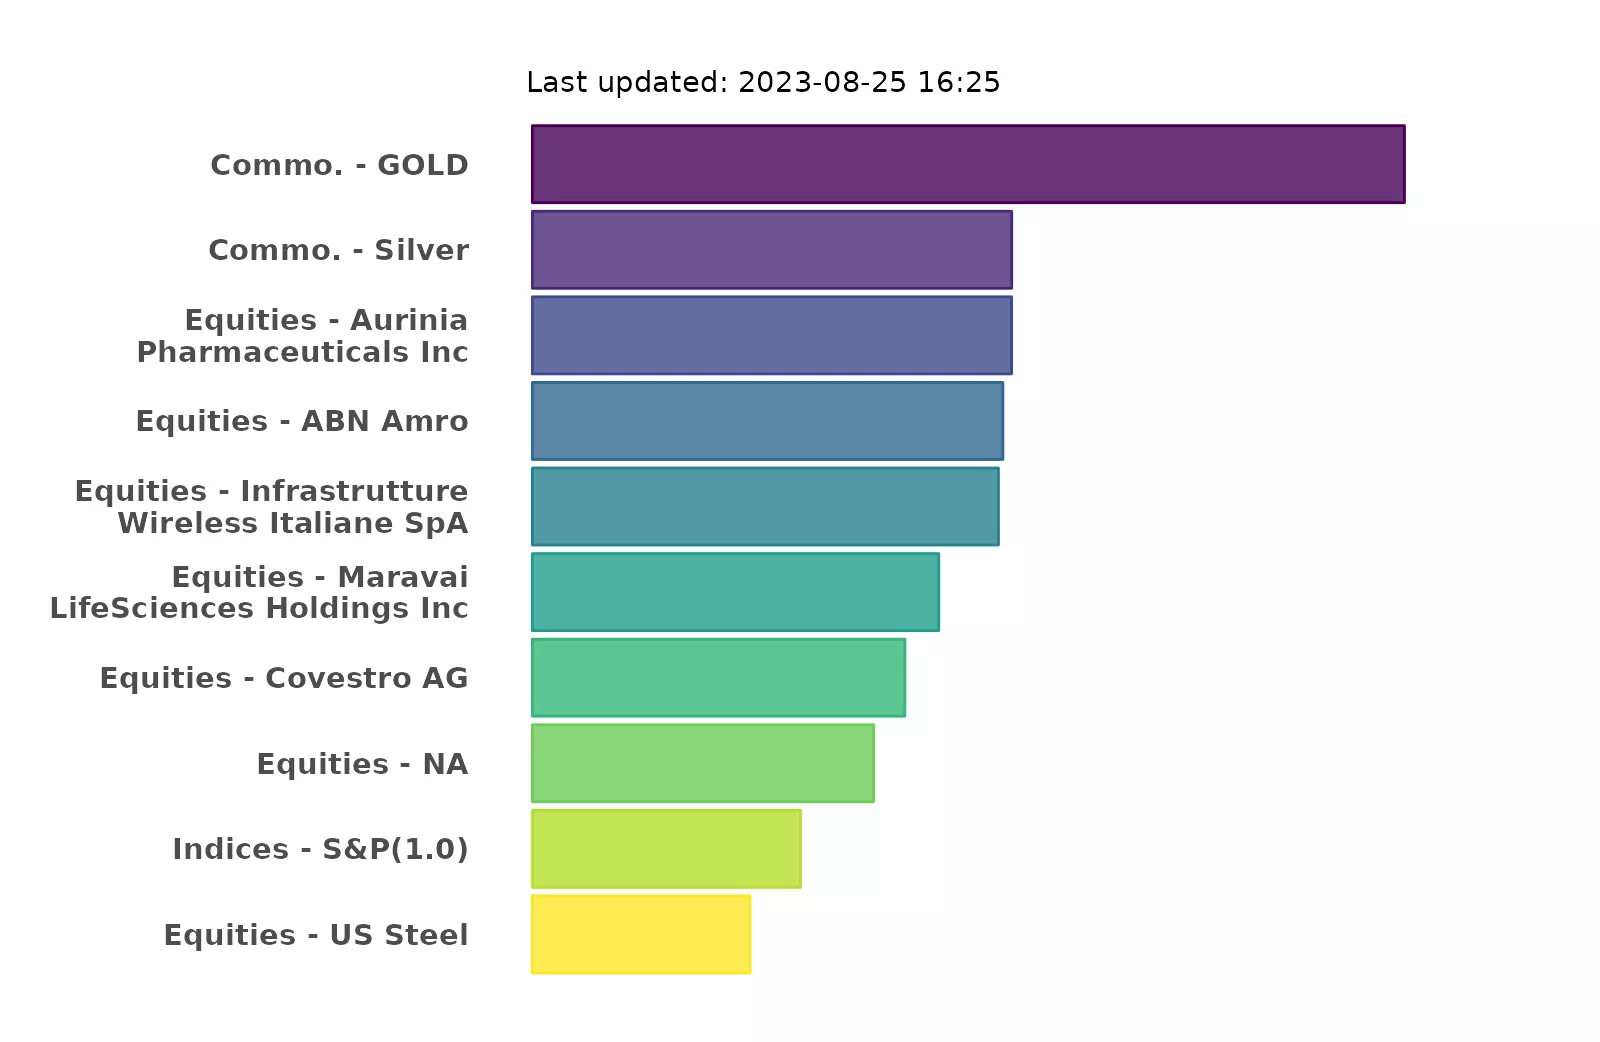 Last updated: 2023-08-25 16:25
Commo. - GOLD
Commo. - Silver
Equities - Aurinia
Pharmaceuticals Inc
Equities - ABN Amro
Equities - Infrastrutture
Wireless Italiane SpA
Equities - Maravai
LifeSciences Holdings Inc
Equities - Covestro AG
Equities - NA
Indices - S&P(1.0)
Equities - US Steel